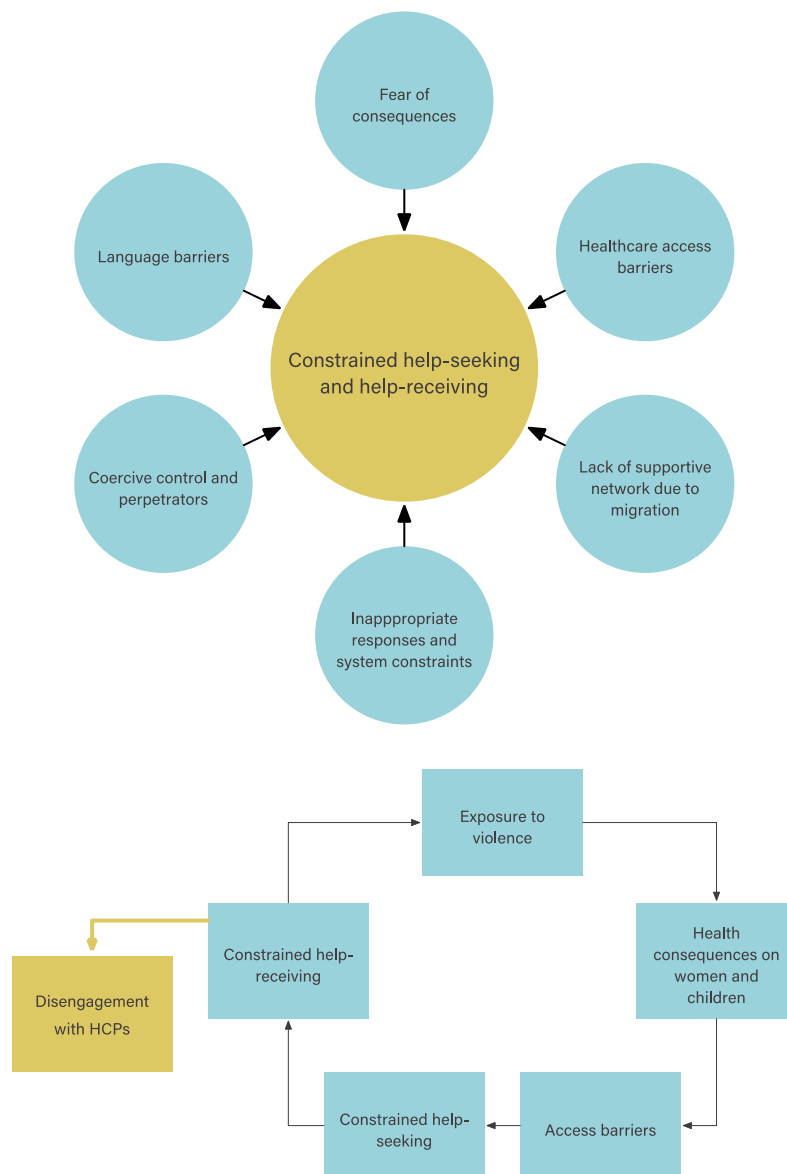 Fear of
consequences
Language barriers
Healthcare access
barriers
Constrained help-seeking
and help-receiving
Coercive control and
perpetrators
Lack of supportive
network due to
migration
Inapppropriate
responses and
system constraints
Exposure to
violence
Constrained help-
receiving
Health
consequences on
women and
children
Disengagement
with HCPs
Constrained help-
seeking
Access barriers